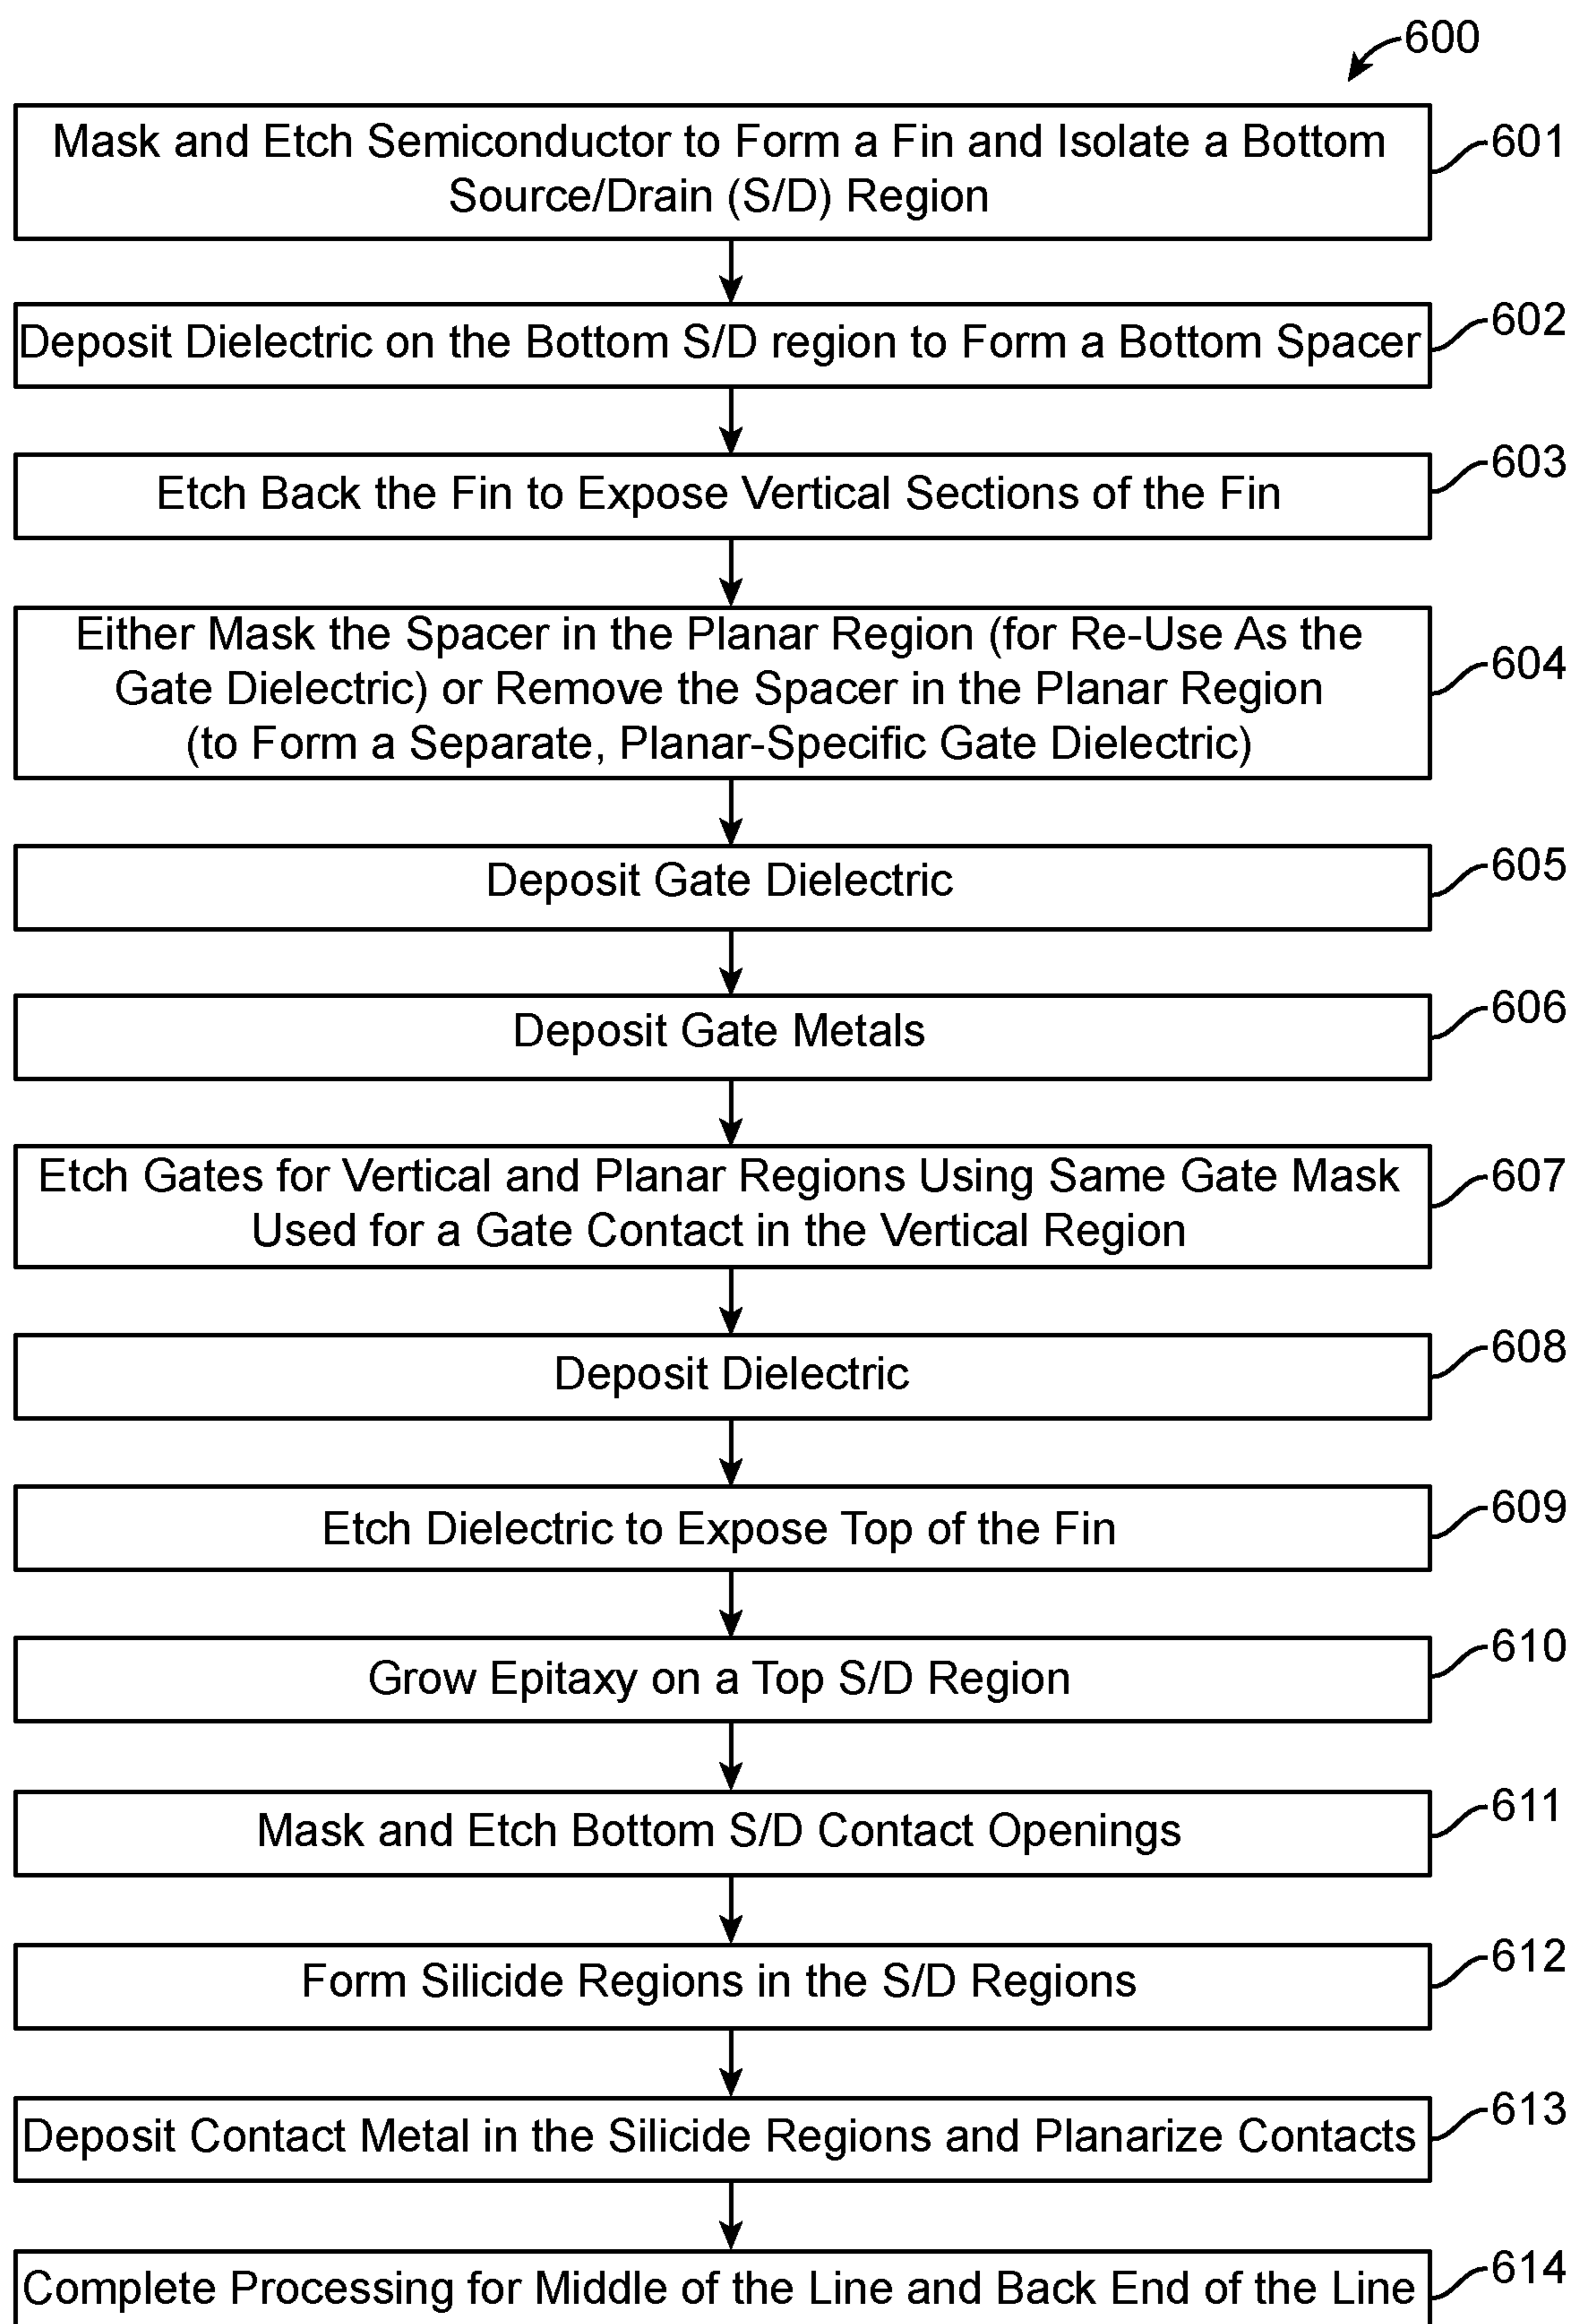 600
Mask and Etch Semiconductor to Form a Fin and Isolate a Bottom
Source/Drain (S/D) Region
601
Deposit Dielectric on the Bottom S/D region to Form a Bottom Spacer
602
Etch Back the Fin to Expose Vertical Sections of the Fin
603
Either Mask the Spacer in the Planar Region (for Re-Use As the
Gate Dielectric) or Remove the Spacer in the Planar Region
(to Form a Separate, Planar-Specific Gate Dielectric)
604
Deposit Gate Dielectric
605
Deposit Gate Metals
606
Etch Gates for Vertical and Planar Regions Using Same Gate Mask
Used for a Gate Contact in the Vertical Region
607
Deposit Dielectric
608
Etch Dielectric to Expose Top of the Fin
609
Grow Epitaxy on a Top S/D Region
610
Mask and Etch Bottom S/D Contact Openings
611
Form Silicide Regions in the S/D Regions
612
Deposit Contact Metal in the Silicide Regions and Planarize Contacts
613
Complete Processing for Middle of the Line and Back End of the Line
614